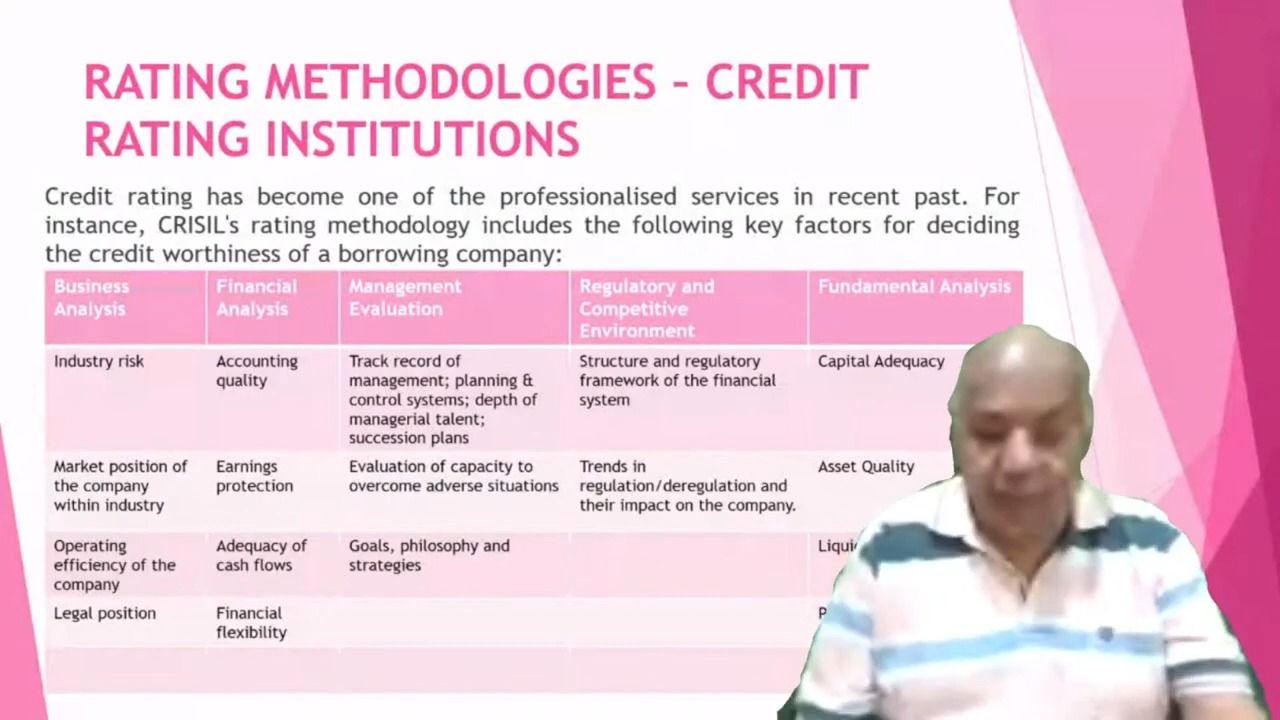 RATING METHODOLOGIES – CREDIT
RATING INSTITUTIONS
Credit rating has become one of the professionalised services in recent past. For
instance, CRISIL's rating methodology includes the following key factors for deciding
the credit worthiness of a borrowing company:
Business
Analysis
Financial
Analysis
Management
Evaluation
Regulatory and
Competitive
Environment
Fundamental Analysis
Industry risk
Accounting
quality
Track record of
management; planning &
control systems; depth of
managerial talent;
succession plans
Structure and regulatory
framework of the financial
system
Capital Adequacy
Market position of
the company
within industry
Earnings
protection
Evaluation of capacity to
overcome adverse situations
Trends in
regulation/deregulation and
their impact on the company.
Asset Quality
Operating
efficiency of the
company
Adequacy of
cash flows
Goals, philosophy and
strategies
Legal position
Financial
flexibility